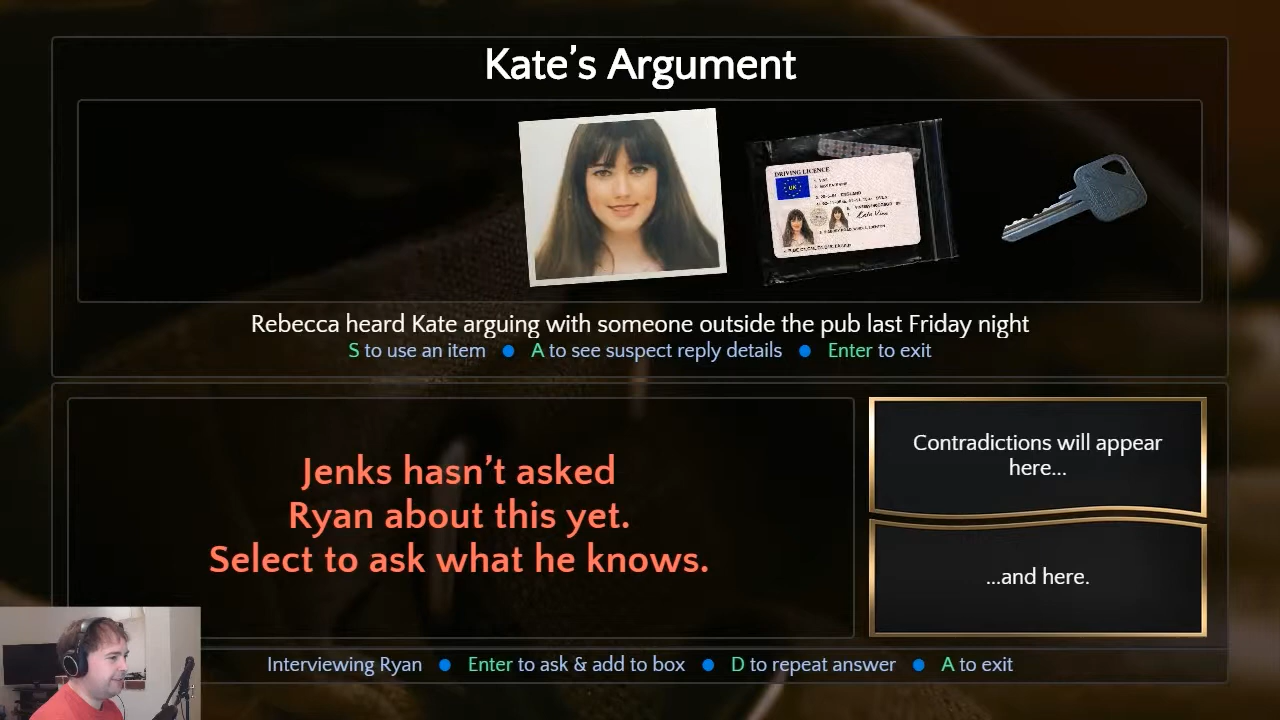 Kate’s Argument
DRIVING LICENCE
UK
Rebecca heard Kate arguing with someone outside the pub last Friday night
S to use an item ● A to see suspect reply details ● Enter to exit
Jenks hasn’t asked
Ryan about this yet.
Select to ask what he knows.
Contradictions will appear
here...
...and here.
Interviewing Ryan ● Enter to ask & add to box ● D to repeat answer ● A to exit